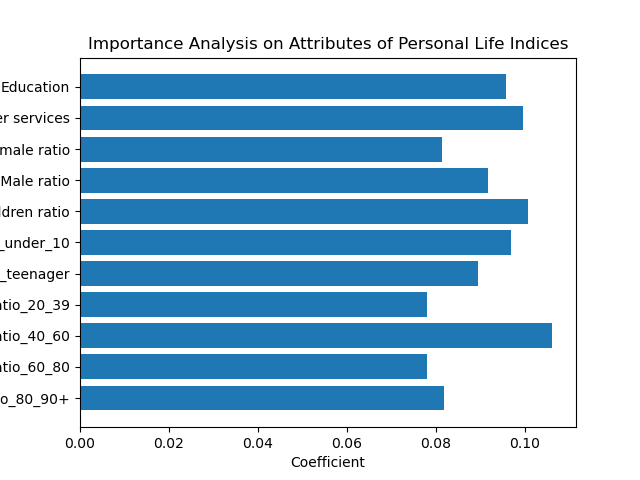 Importance Analysis on Attributes of Personal Life Indices
Education
er services
male ratio
Male ratio
dren ratio
_under_10
_teenager
atio_20_39
atio_40_60
atio_60_80
o_80_90+
0.00 0.02 0.04 0.06 0.08 0.10
Coefficient